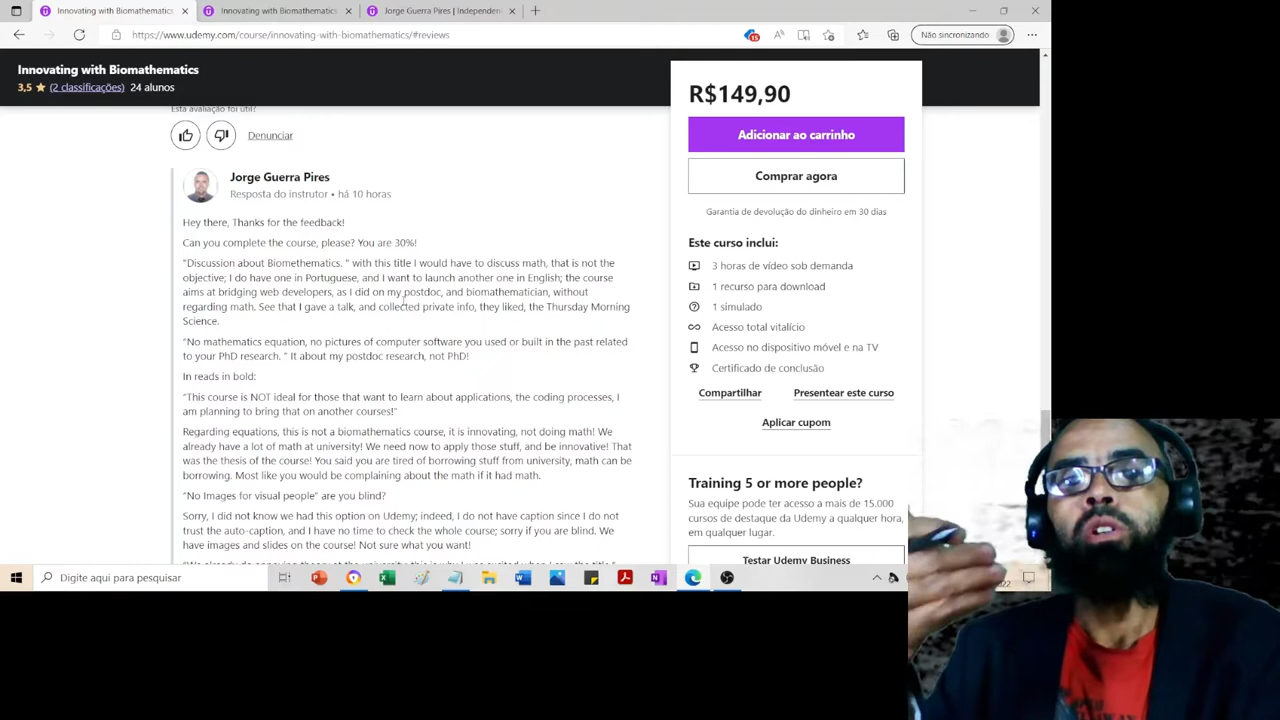 Innovating with Biomathematics
Innovating with Biomathematics
Jorge Guerra Pires | Independen
https://www.udemy.com/course/innovating-with-biomathematics/#reviews
15
Não sincronizando
Innovating with Biomathematics
3,5 ★ (2 classificações) 24 alunos
Esta avaliação foi útil?
Denunciar
Jorge Guerra Pires
Resposta do instrutor • há 10 horas
Hey there, Thanks for the feedback!
Can you complete the course, please? You are 30%!
"Discussion about Biomethematics. " with this title I would have to discuss math, that is not the
objective; I do have one in Portuguese, and I want to launch another one in English; the course
aims at bridging web developers, as I did on my postdoc, and biomathematician, without
regarding math. See that I gave a talk, and collected private info, they liked, the Thursday Morning
Science.
"No mathematics equation, no pictures of computer software you used or built in the past related
to your PhD research. " It about my postdoc research, not PhD!
In reads in bold:
"This course is NOT ideal for those that want to learn about applications, the coding processes, I
am planning to bring that on another courses!"
Regarding equations, this is not a biomathematics course, it is innovating, not doing math! We
already have a lot of math at university! We need now to apply those stuff, and be innovative! That
was the thesis of the course! You said you are tired of borrowing stuff from university, math can be
borrowing. Most like you would be complaining about the math if it had math.
"No Images for visual people" are you blind?
Sorry, I did not know we had this option on Udemy; indeed, I do not have caption since I do not
trust the auto-caption, and I have no time to check the whole course; sorry if you are blind. We
have images and slides on the course! Not sure what you want!
R$149,90
Adicionar ao carrinho
Comprar agora
Garantia de devolução do dinheiro em 30 dias
Este curso inclui:
3 horas de vídeo sob demanda
1 recurso para download
1 simulado
Acesso total vitalício
Acesso no dispositivo móvel e na TV
Certificado de conclusão
Compartilhar
Presentear este curso
Aplicar cupom
Training 5 or more people?
Sua equipe pode ter acesso a mais de 15.000
cursos de destaque da Udemy a qualquer hora,
em qualquer lugar.
Testar Udemy Business
Digite aqui para pesquisar